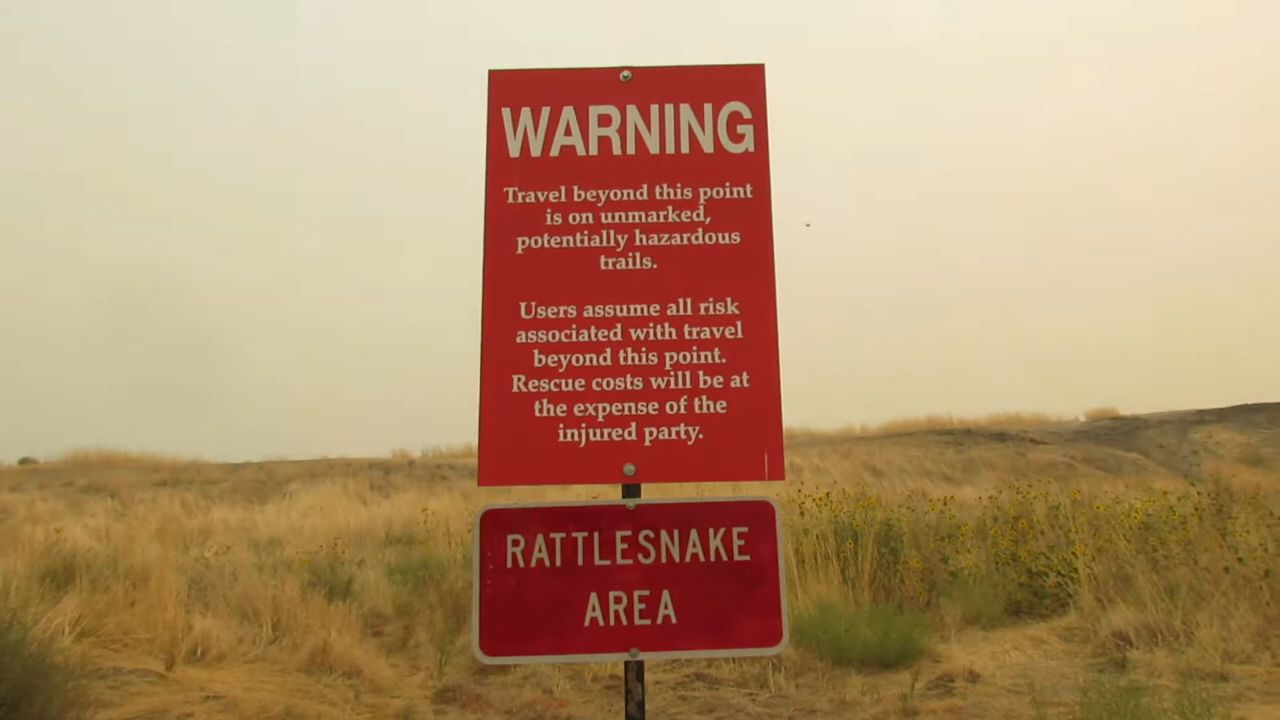 WARNING
Travel beyond this point
is on unmarked,
potentially hazardous
trails.
Users assume all risk
associated with travel
beyond this point.
Rescue costs will be at
the expense of the
injured party.
RATTLESNAKE
AREA